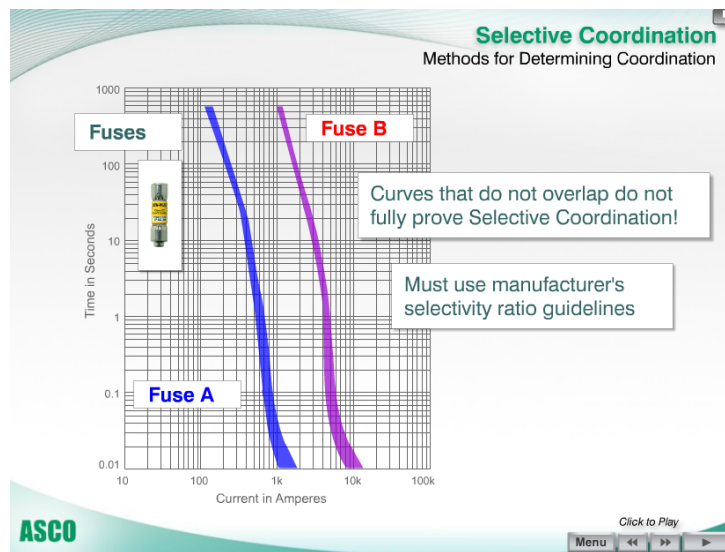 Selective Coordination
Methods for Determining Coordination
1000
Fuses
Fuse B
100
Curves that do not overlap do not
fully prove Selective Coordination!
10
Must use manufacturer's
selectivity ratio guidelines
Time in Seconds
1
0.1
Fuse A
0.01
10
100
1k
10k
100k
Current in Amperes
ASCO
Click to Play
Menu